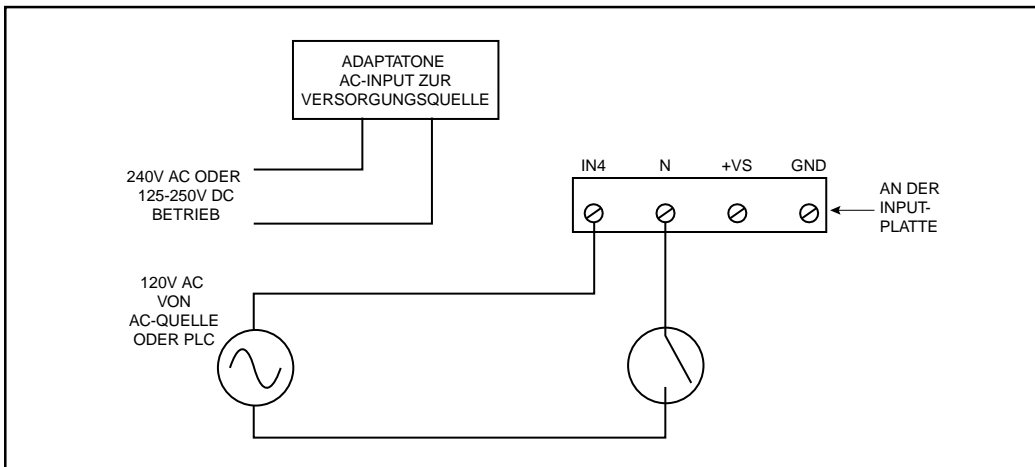 ADAPTATONE
AC-INPUT ZUR
VERSORGUNGSQUELLE
240V AC ODER
125-250V DC
BETRIEB
IN4 N +VS GND
AN DER
INPUT-
PLATTE
120V AC
VON
AC-QUELLE
ODER PLC